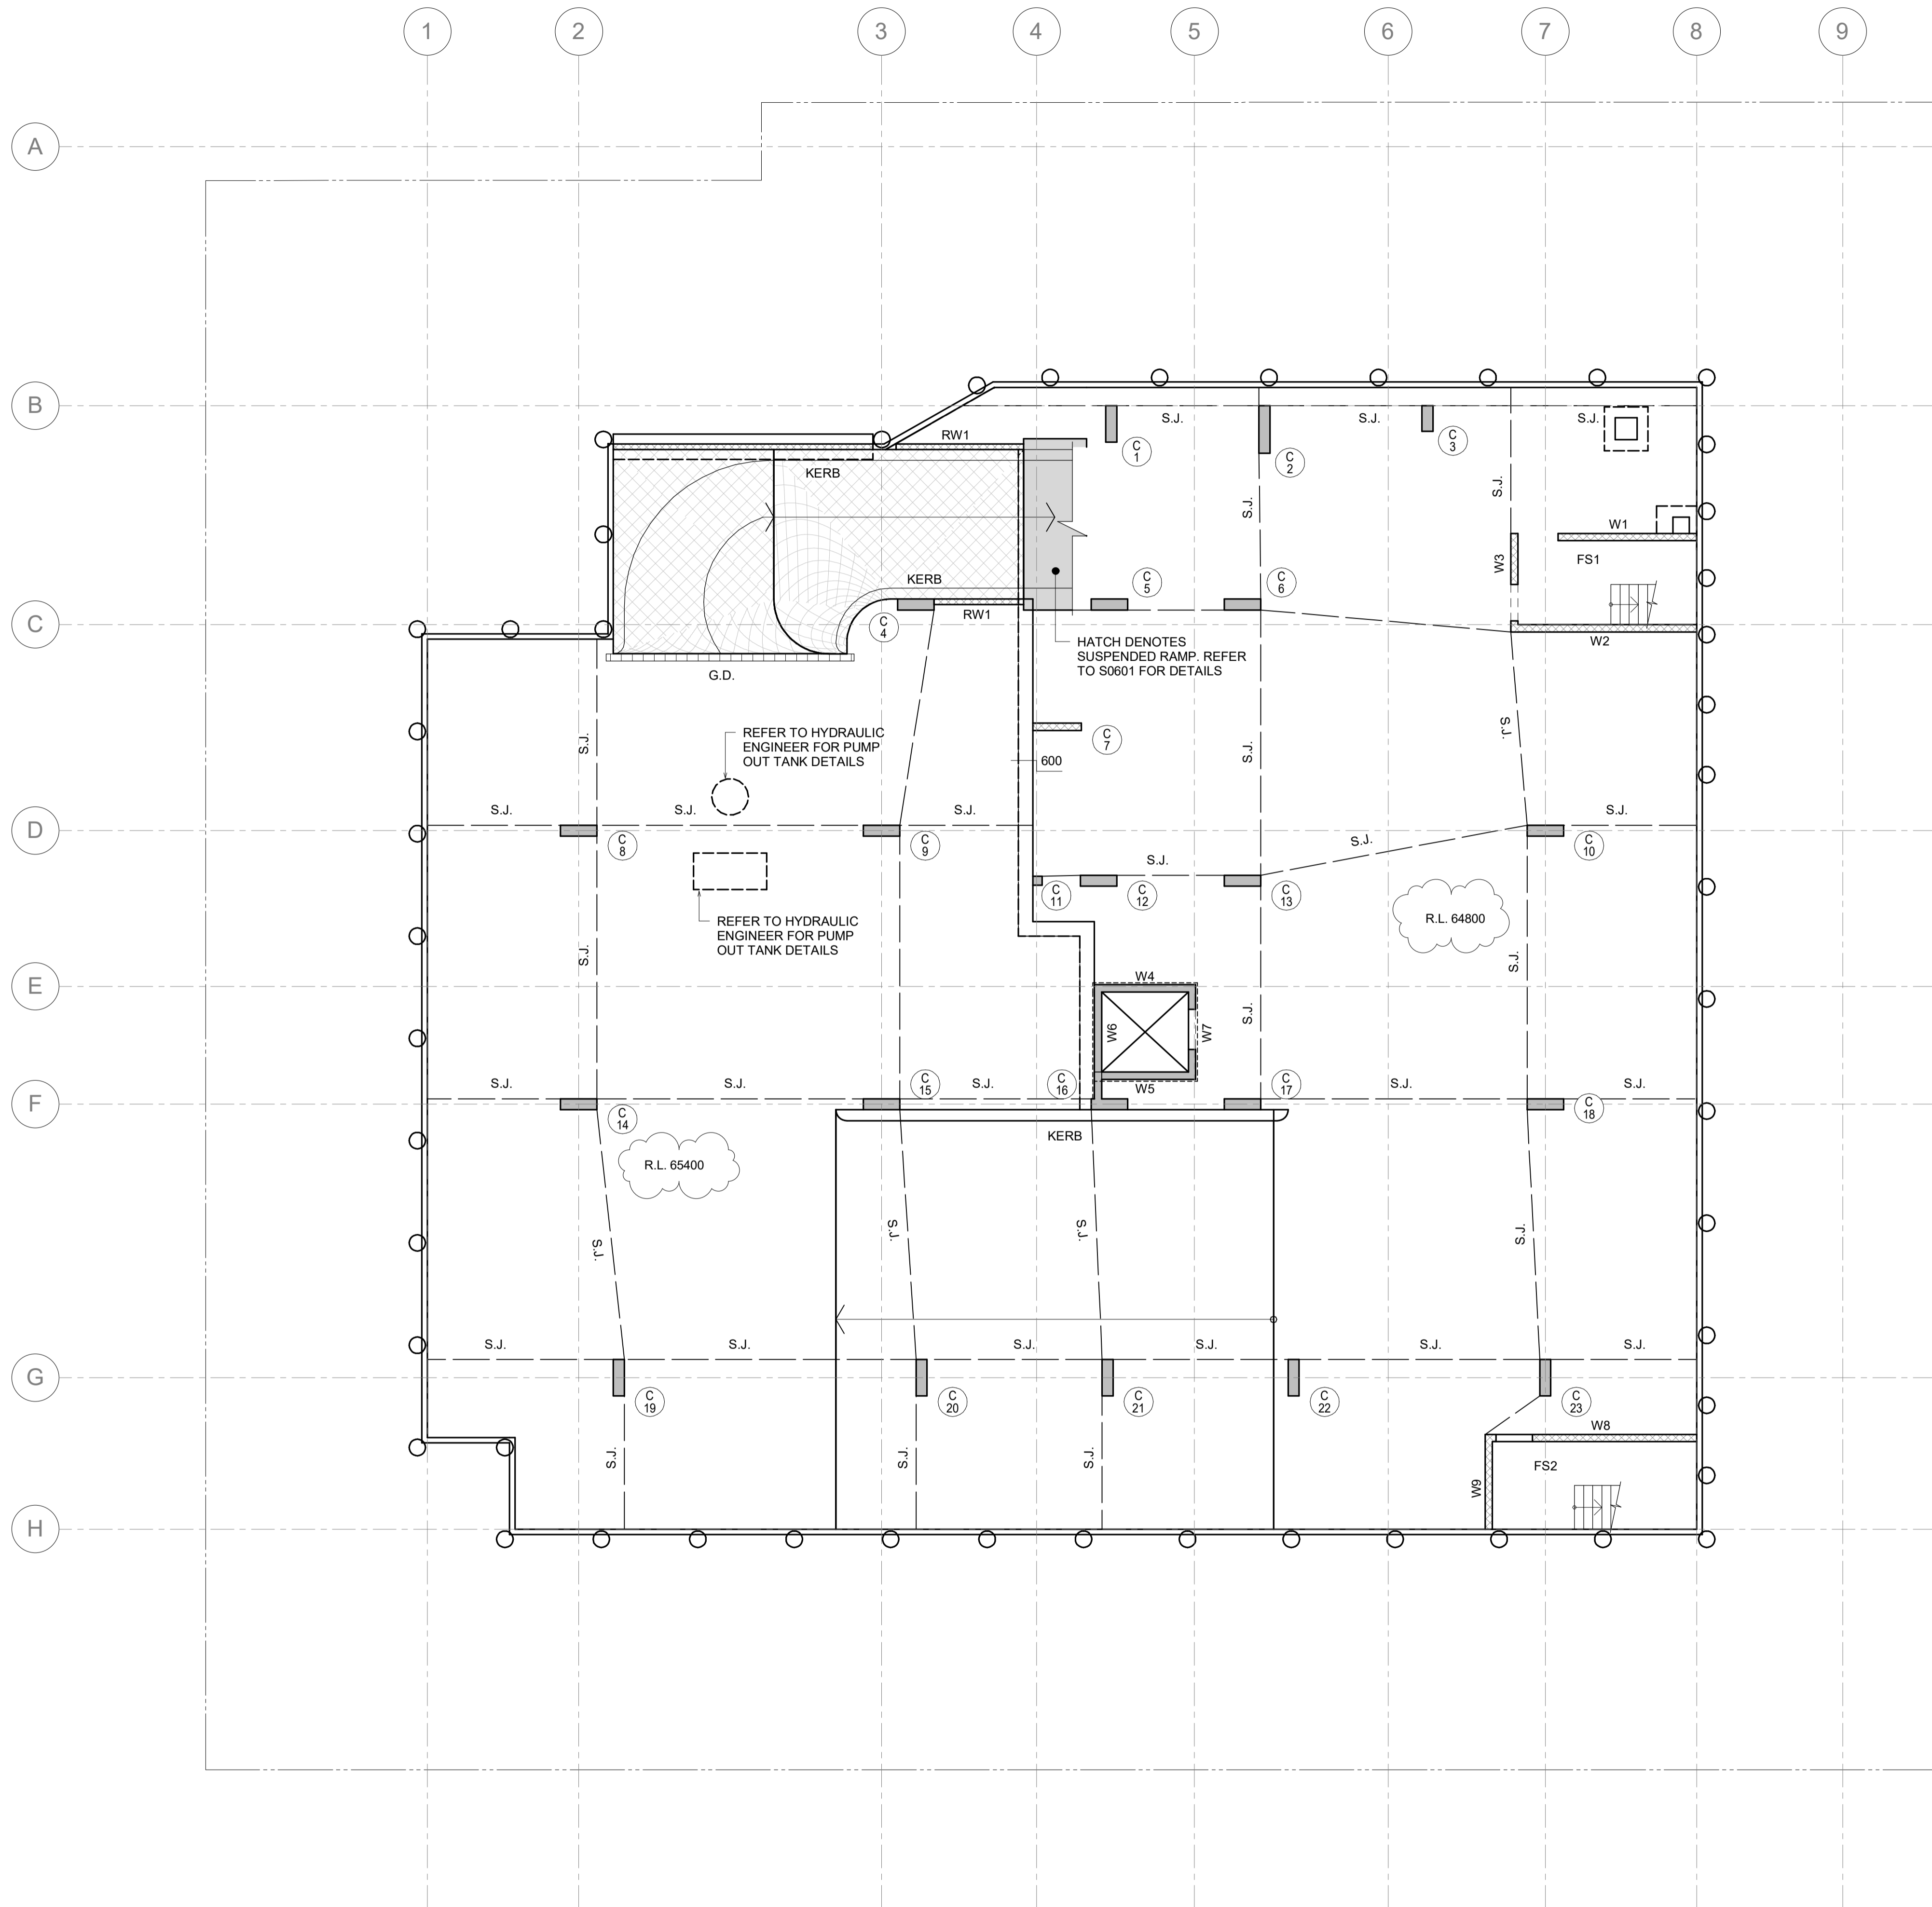 1
2
3
4
5
6
7
8
9
A
B
S.J.
S.J.
S.J.
RW1
C
1
C
2
C
3
KERB
S.J.
S.J.
W1
W3
FS1
KERB
C
5
C
6
RW1
C
4
C
W2
HATCH DENOTES
SUSPENDED RAMP. REFER
TO S0601 FOR DETAILS
G.D.
REFER TO HYDRAULIC
ENGINEER FOR PUMP
OUT TANK DETAILS
S.J.
C
7
600
S.J.
S.J.
S.J.
S.J.
S.J.
S.J.
D
C
8
C
9
S.J.
C
10
S.J.
C
11
C
12
C
13
REFER TO HYDRAULIC
ENGINEER FOR PUMP
OUT TANK DETAILS
R.L. 64800
S.J.
S.J.
E
W4
W6
W7
S.J.
S.J.
S.J.
C
15
S.J.
C
16
W5
C
17
S.J.
S.J.
F
C
14
C
18
KERB
R.L. 65400
S.J.
S.J.
S.J.
S.J.
S.J.
S.J.
S.J.
S.J.
S.J.
S.J.
G
C
19
C
20
C
21
C
22
C
23
W8
S.J.
S.J.
S.J.
FS2
W9
H